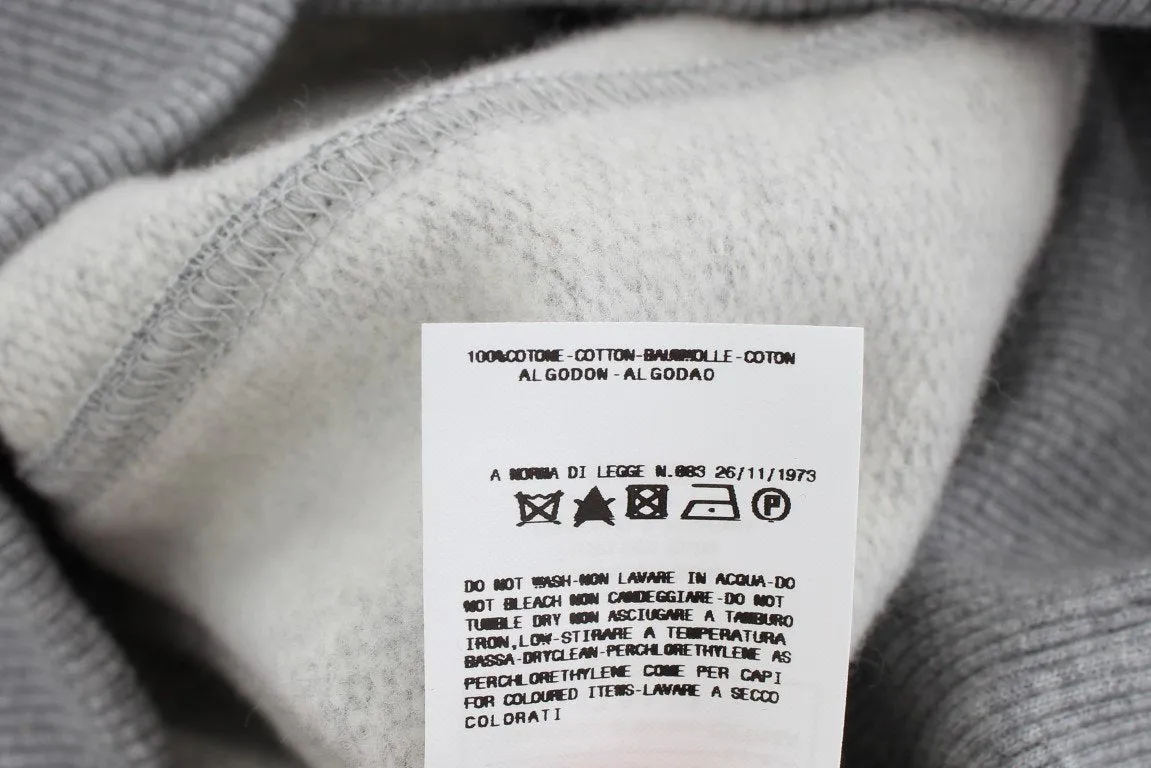 100%COTONE-COTTON-BAUMWOLLE-COTON
ALGODON-ALGODAO
A NORMA DI LEGGE N.883 26/11/1973
P
DO NOT WASH-NON LAVARE IN ACQUA-DO
NOT BLEACH NON CANDEGGIARE-DO NOT
TUMBLE DRY NON ASCIUGARE A TAMBURO
IRON,LOW-STIRARE A TEMPERATURA
BASSA-DRYCLEAN-PERCHLORETHYLENE AS
PERCHLORETHYLENE COME PER CAPI
FOR COLOURED ITEMS-LAVARE A SECCO
COLORATI